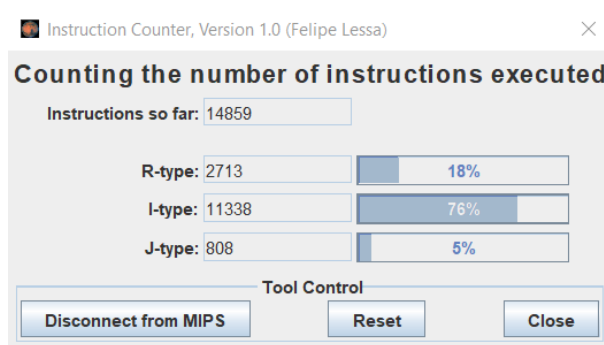 Instruction Counter, Version 1.0 (Felipe Lessa)
Counting the number of instructions executed
Instructions so far: 14859
R-type: 2713 18%
I-type: 11338 76%
J-type: 808 5%
Tool Control
Disconnect from MIPS Reset Close